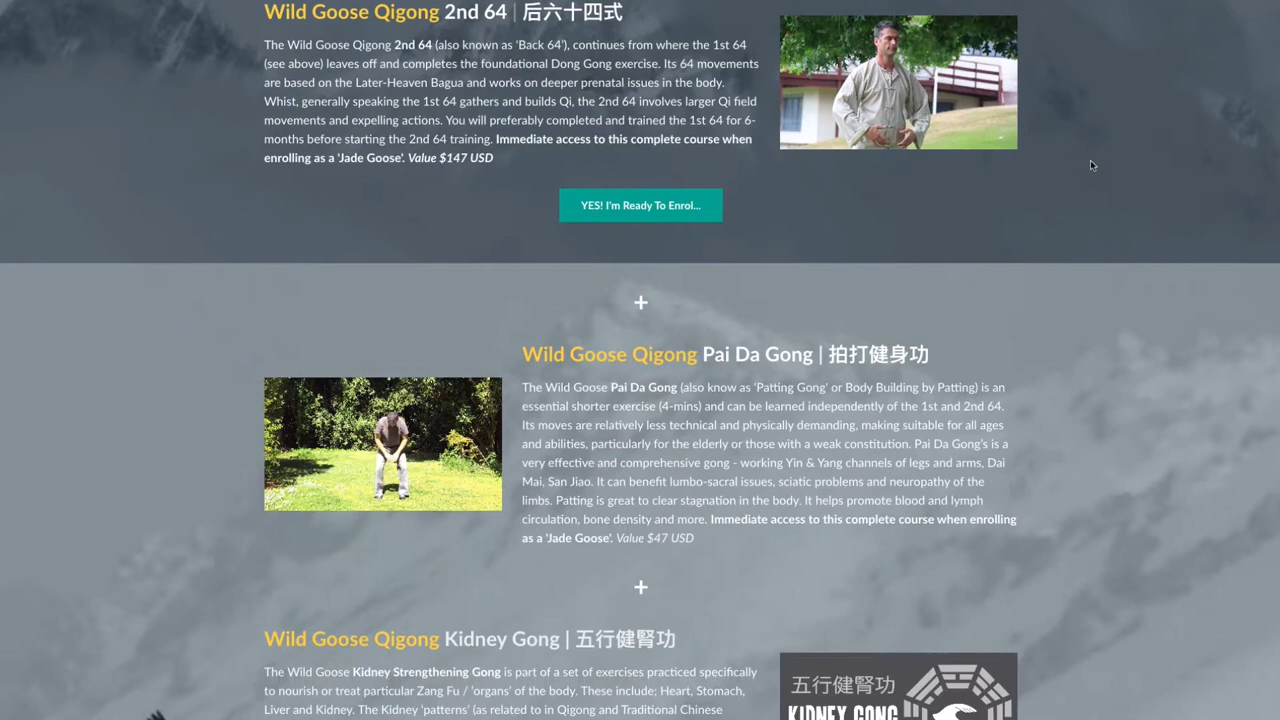 Wild Goose Qigong 2nd 64 | 后六十四式
The Wild Goose Qigong 2nd 64 (also known as 'Back 64'), continues from where the 1st 64
(see above) leaves off and completes the foundational Dong Gong exercise. Its 64 movements
are based on the Later-Heaven Bagua and works on deeper prenatal issues in the body.
Whist, generally speaking the 1st 64 gathers and builds Qi, the 2nd 64 involves larger Qi field
movements and expelling actions. You will preferably completed and trained the 1st 64 for 6-
months before starting the 2nd 64 training. Immediate access to this complete course when
enrolling as a 'Jade Goose'. Value $147 USD
YES! I'm Ready To Enrol...
+
Wild Goose Qigong Pai Da Gong | 拍打健身功
The Wild Goose Pai Da Gong (also know as 'Patting Gong' or Body Building by Patting) is an
essential shorter exercise (4-mins) and can be learned independently of the 1st and 2nd 64.
Its moves are relatively less technical and physically demanding, making suitable for all ages
and abilities, particularly for the elderly or those with a weak constitution. Pai Da Gong's is a
very effective and comprehensive gong - working Yin & Yang channels of legs and arms, Dai
Mai, San Jiao. It can benefit lumbo-sacral issues, sciatic problems and neuropathy of the
limbs. Patting is great to clear stagnation in the body. It helps promote blood and lymph
circulation, bone density and more. Immediate access to this complete course when enrolling
as a 'Jade Goose'. Value $47 USD
+
Wild Goose Qigong Kidney Gong | 五行健腎功
The Wild Goose Kidney Strengthening Gong is part of a set of exercises practiced specifically
to nourish or treat particular Zang Fu / 'organs' of the body. These include; Heart, Stomach,
Liver and Kidney. The Kidney 'patterns' (as related to in Qigong and Traditional Chinese
五行健腎功
KIDNEY GONG